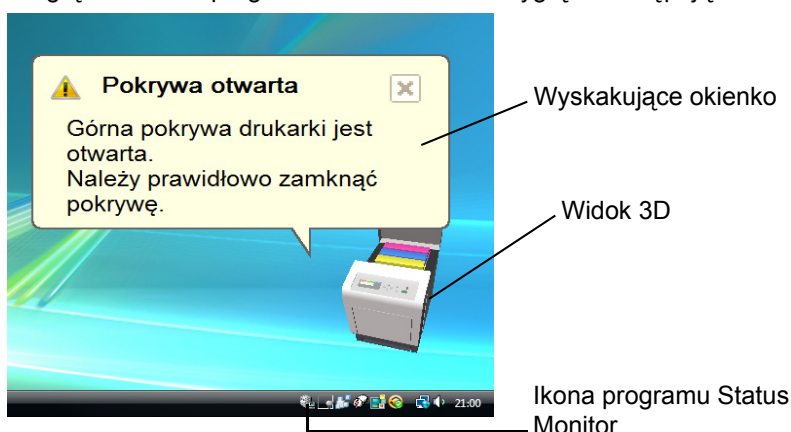 Pokrywa otwarta
Górna pokrywa drukarki jest
otwarta.
Należy prawidłowo zamknąć
pokrywę.
Wyskakujące okienko
Widok 3D
21:00
Ikona programu Status
Monitor